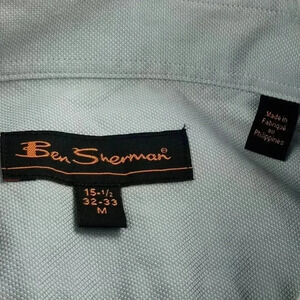 Ben Sherman®
15-1/2
32-33
M
Made in
Fabriqué
au
Philippines